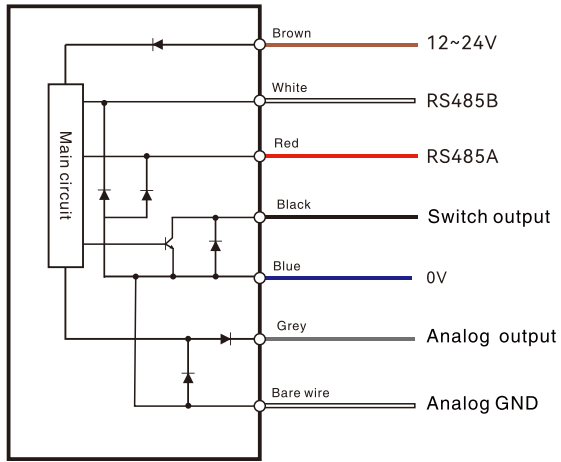 Brown
12~24V
White
RS485B
Red
RS485A
Main circuit
Black
Switch output
Blue
0V
Grey
Analog output
Bare wire
Analog GND